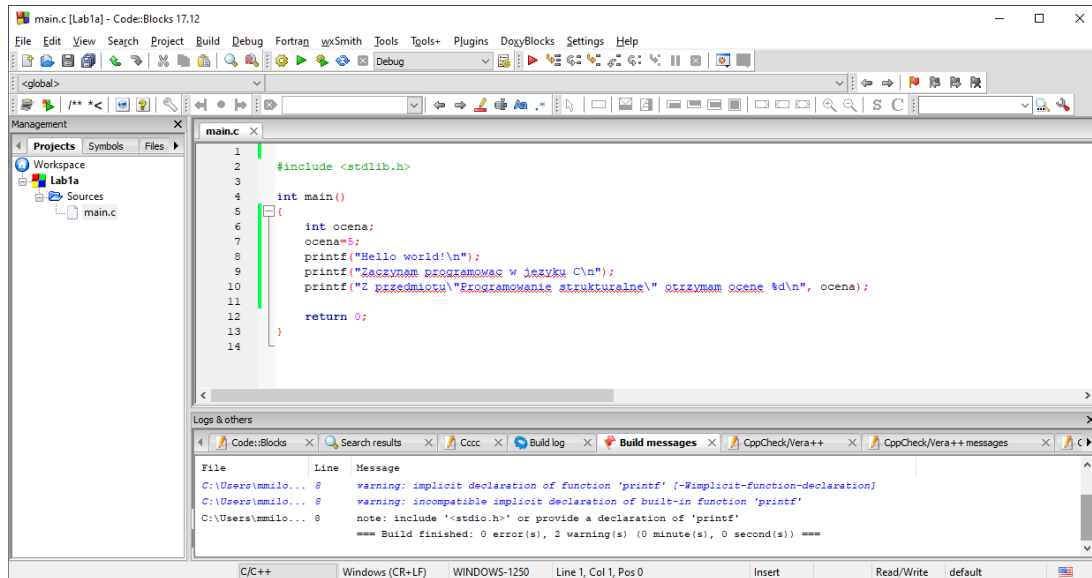 main.c [Lab1a] - Code::Blocks 17.12
File Edit View Search Project Build Debug Fortran wxSmith Tools Tools+ Plugins DoxyBlocks Settings Help
Debug
<global>
/** *< S C
Management
main.c
Projects Symbols Files
Workspace
Lab1a
Sources
main.c
1
2 #include <stdlib.h>
3
4 int main()
5 {
6 int ocena;
7 ocena=5;
8 printf("Hello world!\n");
9 printf("Zaczynam programowac w jezyku C\n");
10 printf("Z przedmiotu\"Programowanie strukturalne\" otrzymam ocene %d\n", ocena);
11
12 return 0;
13 }
14
Logs & others
Code::Blocks Search results Cccc Build log Build messages CppCheck/Vera++ CppCheck/Vera++ messages
File Line Message
C:\Users\mmilo... 8 warning: implicit declaration of function 'printf' [-Wimplicit-function-declaration]
C:\Users\mmilo... 8 warning: incompatible implicit declaration of built-in function 'printf'
C:\Users\mmilo... 8 note: include '<stdio.h>' or provide a declaration of 'printf'
=== Build finished: 0 error(s), 2 warning(s) (0 minute(s), 0 second(s)) ===
C/C++ Windows (CR+LF) WINDOWS-1250 Line 1, Col 1, Pos 0 Insert Read/Write default